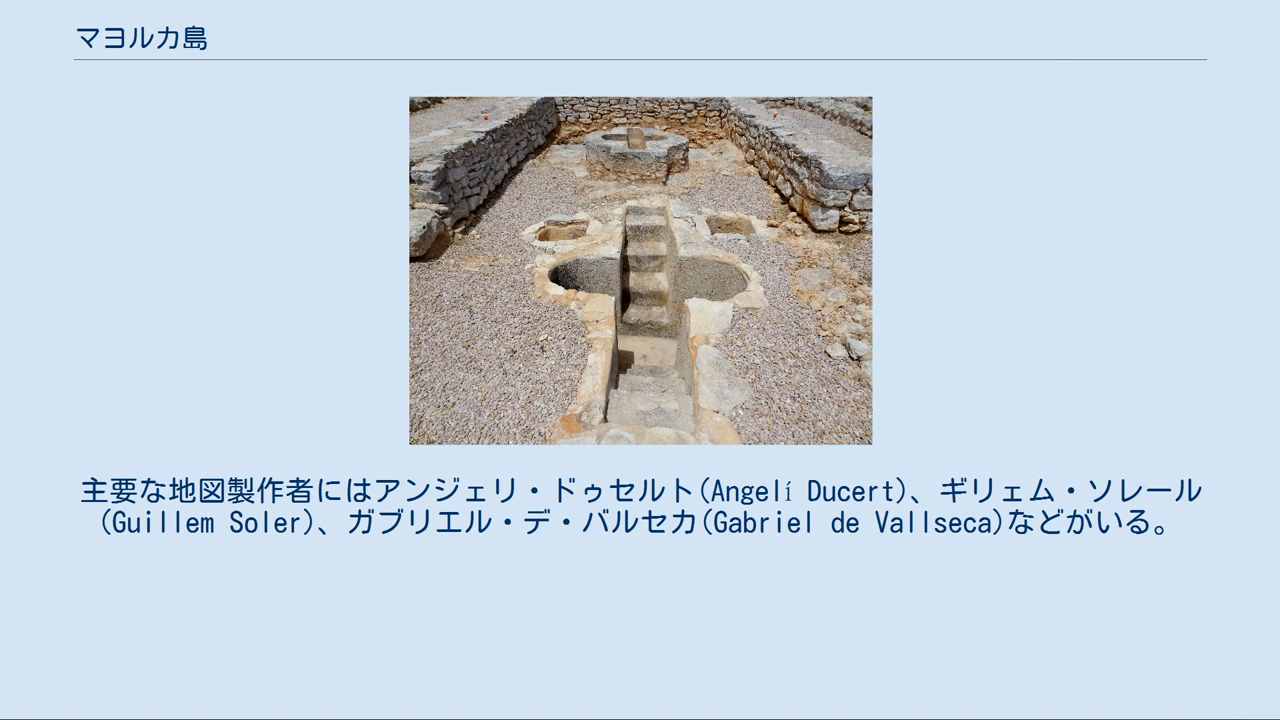 マヨルカ島
主要な地図製作者にはアンジェリ・ドゥセルト(Angelí Ducert)、ギリェム・ソレール
(Guillem Soler)、ガブリエル・デ・バルセカ(Gabriel de Vallseca)などがいる。